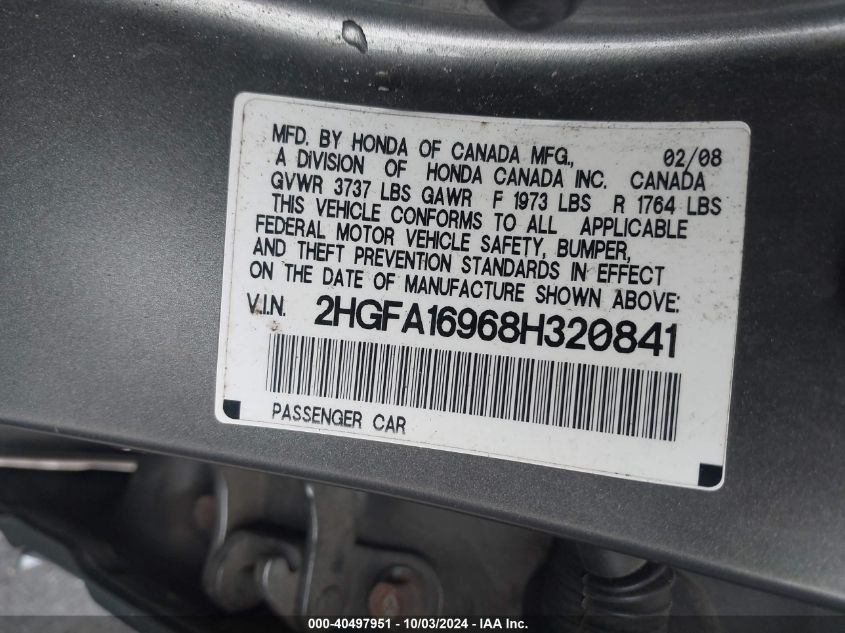 MFD. BY HONDA OF CANADA MFG., 02/08
A DIVISION OF HONDA CANADA INC. CANADA
GVWR 3737 LBS GAWR F 1973 LBS R 1764 LBS
THIS VEHICLE CONFORMS TO ALL APPLICABLE
FEDERAL MOTOR VEHICLE SAFETY, BUMPER,
AND THEFT PREVENTION STANDARDS IN EFFECT
ON THE DATE OF MANUFACTURE SHOWN ABOVE:
V.I.N. 2HGFA16968H320841
PASSENGER CAR
000-40497951 - 10/03/2024 - IAA Inc.